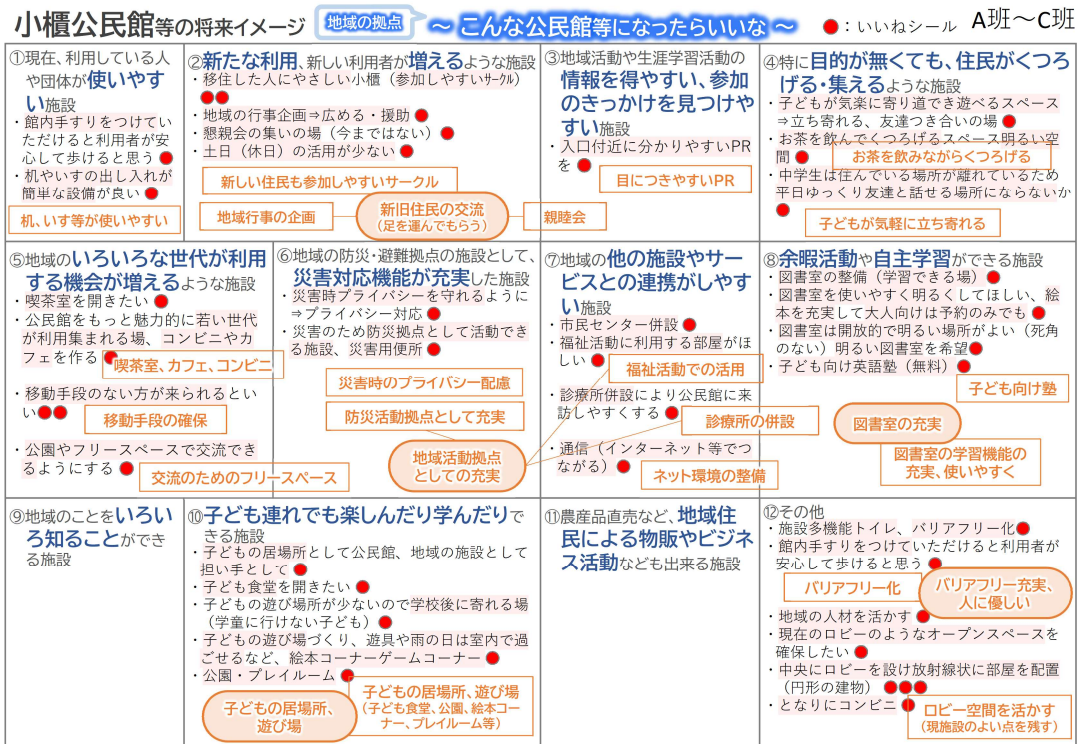 小櫃公民館等の将来イメージ
地域の拠点
～ こんな公民館等になったらいいな ～
：いいねシール
A班～C班
①現在、利用している人
や団体が使いやす
い施設
・館内手すりをつけてい
ただけると利用者が安
心して歩けると思う
・机やいすの出し入れが
簡単な設備が良い
机、いす等が使いやすい
②新たな利用、新しい利用者が増えるような施設
・移住した人にやさしい小櫃（参加しやすいｻｰｸﾙ）
・地域の行事企画⇒広める・援助
・懇親会の集いの場（今まではない）
・土日（休日）の活用が少ない
新しい住民も参加しやすいサークル
地域行事の企画
新旧住民の交流
（足を運んでもらう）
親睦会
③地域活動や生涯学習活動の
情報を得やすい、参加
のきっかけを見つけや
すい施設
・入口付近に分かりやすいPR
を
目につきやすいPR
④特に目的が無くても、住民がくつろ
げる・集えるような施設
・子どもが気楽に寄り道でき遊べるスペース
⇒立ち寄れる、友達つき合いの場
・お茶を飲んでくつろげるスペース明るい空
間
お茶を飲みながらくつろげる
・中学生は住んでいる場所が離れているため
平日ゆっくり友達と話せる場所にならないか
子どもが気軽に立ち寄れる
⑤地域のいろいろな世代が利用
する機会が増えるような施設
・喫茶室を開きたい
・公民館をもっと魅力的に若い世代
が利用集まれる場、コンビニやカ
フェを作る
喫茶室、カフェ、コンビニ
・移動手段のない方が来られるとい
い
移動手段の確保
・公園やフリースペースで交流でき
るようにする
交流のためのフリースペース
⑥地域の防災・避難拠点の施設として、
災害対応機能が充実した施設
・災害時プライバシーを守れるように
⇒プライバシー対応
・災害のため防災拠点として活動でき
る施設、災害用便所
災害時のプライバシー配慮
防災活動拠点として充実
地域活動拠点
としての充実
⑦地域の他の施設やサー
ビスとの連携がしやす
い施設
・市民センター併設
・福祉活動に利用する部屋がほ
しい
福祉活動での活用
・診療所併設により公民館に来
訪しやすくする
診療所の併設
・通信（インターネット等でつ
ながる）
ネット環境の整備
⑧余暇活動や自主学習ができる施設
・図書室の整備（学習できる場）
・図書室を使いやすく明るくしてほしい、絵
本を充実して大人向けは予約のみでも
・図書室は開放的で明るい場所がよい（死角
のない）明るい図書室を希望
・子ども向け英語塾（無料）
子ども向け塾
図書室の充実
図書室の学習機能の
充実、使いやすく
⑨地域のことをいろい
ろ知ることができ
る施設
⑩子ども連れでも楽しんだり学んだりで
きる施設
・子どもの居場所として公民館、地域の施設として
担い手として
・子ども食堂を開きたい
・子どもの遊び場所が少ないので学校後に寄れる場
（学童に行けない子ども）
・子どもの遊び場づくり、遊具や雨の日は室内で過
ごせるなど、絵本コーナーゲームコーナー
・公園・プレイルーム
子どもの居場所、
遊び場
子どもの居場所、遊び場
（子ども食堂、公園、絵本コー
ナー、プレイルーム等）
⑪農産品直売など、地域住
民による物販やビジネ
ス活動なども出来る施設
⑫その他
・施設多機能トイレ、バリアフリー化
・館内手すりをつけていただけると利用者が
安心して歩けると思う
バリアフリー化
バリアフリー充実、
人に優しい
・地域の人材を活かす
・現在のロビーのようなオープンスペースを
確保したい
・中央にロビーを設け放射線状に部屋を配置
（円形の建物）
・となりにコンビニ
ロビー空間を活かす
（現施設のよい点を残す）